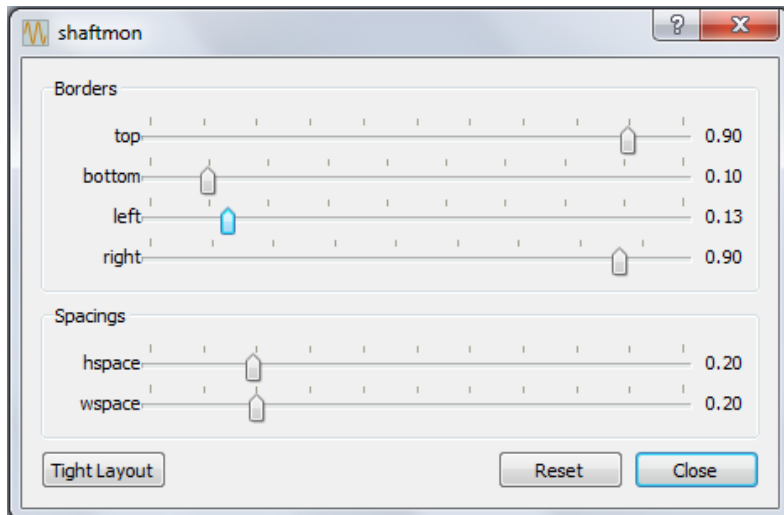 shaftmon
Borders
top 0.90
bottom 0.10
left 0.13
right 0.90
Spacings
hspace 0.20
wspace 0.20
Tight Layout Reset Close